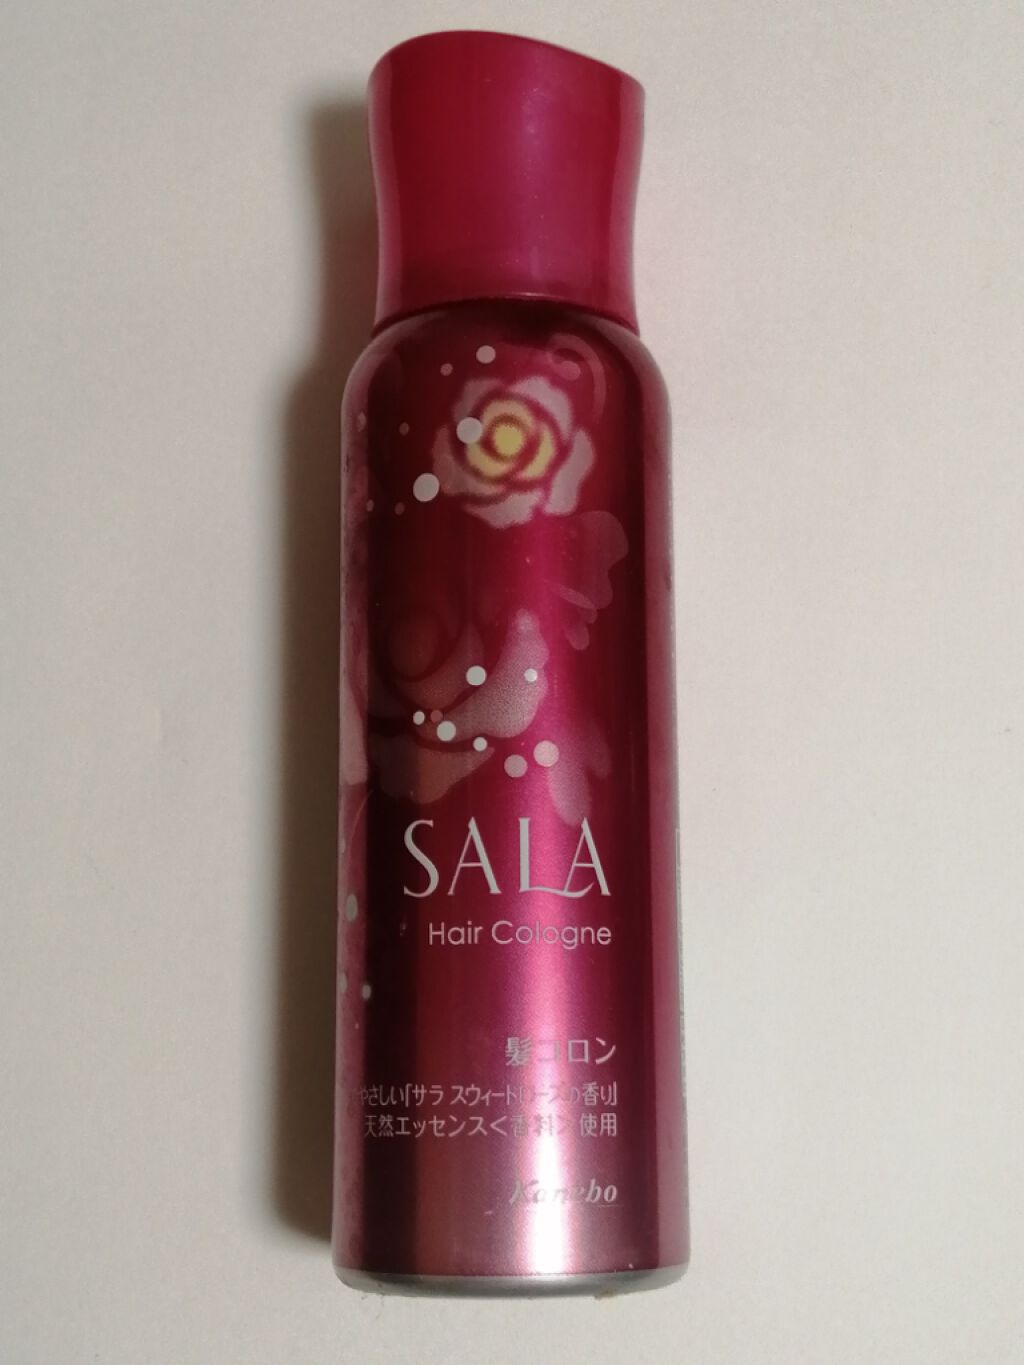 SALA
Hair Cologne
髪コロン
やさしい「サラ スウィートローズの香り」
天然エッセンス<香料>使用
Kanebo